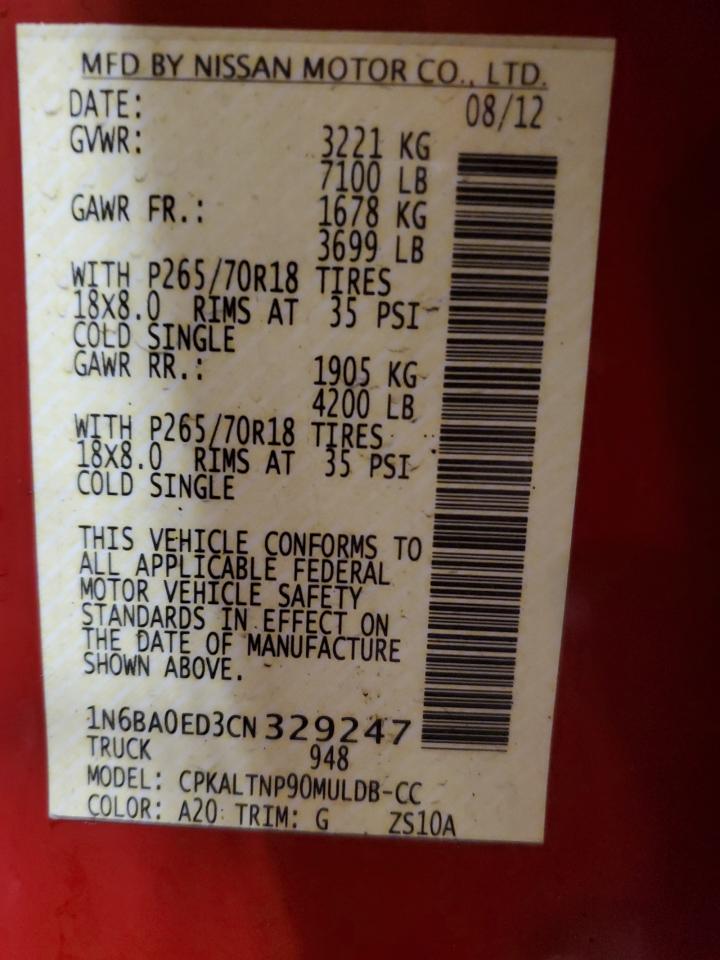 MFD BY NISSAN MOTOR CO., LTD.
DATE: 08/12
GVWR: 3221 KG
7100 LB
GAWR FR.: 1678 KG
3699 LB
WITH P265/70R18 TIRES
18X8.0 RIMS AT 35 PSI
COLD SINGLE
GAWR RR.: 1905 KG
4200 LB
WITH P265/70R18 TIRES
18X8.0 RIMS AT 35 PSI
COLD SINGLE
THIS VEHICLE CONFORMS TO
ALL APPLICABLE FEDERAL
MOTOR VEHICLE SAFETY
STANDARDS IN EFFECT ON
THE DATE OF MANUFACTURE
SHOWN ABOVE.
1N6BA0ED3CN329247
TRUCK 948
MODEL: CPKALTNP90MULDB-CC
COLOR: A20 TRIM: G ZS10A